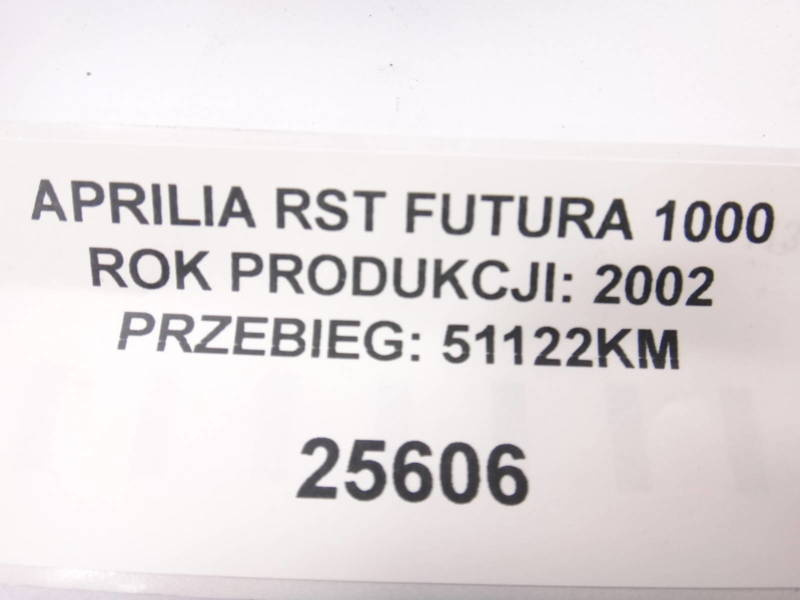 APRILIA RST FUTURA 1000
ROK PRODUKCJI: 2002
PRZEBIEG: 51122KM
25606